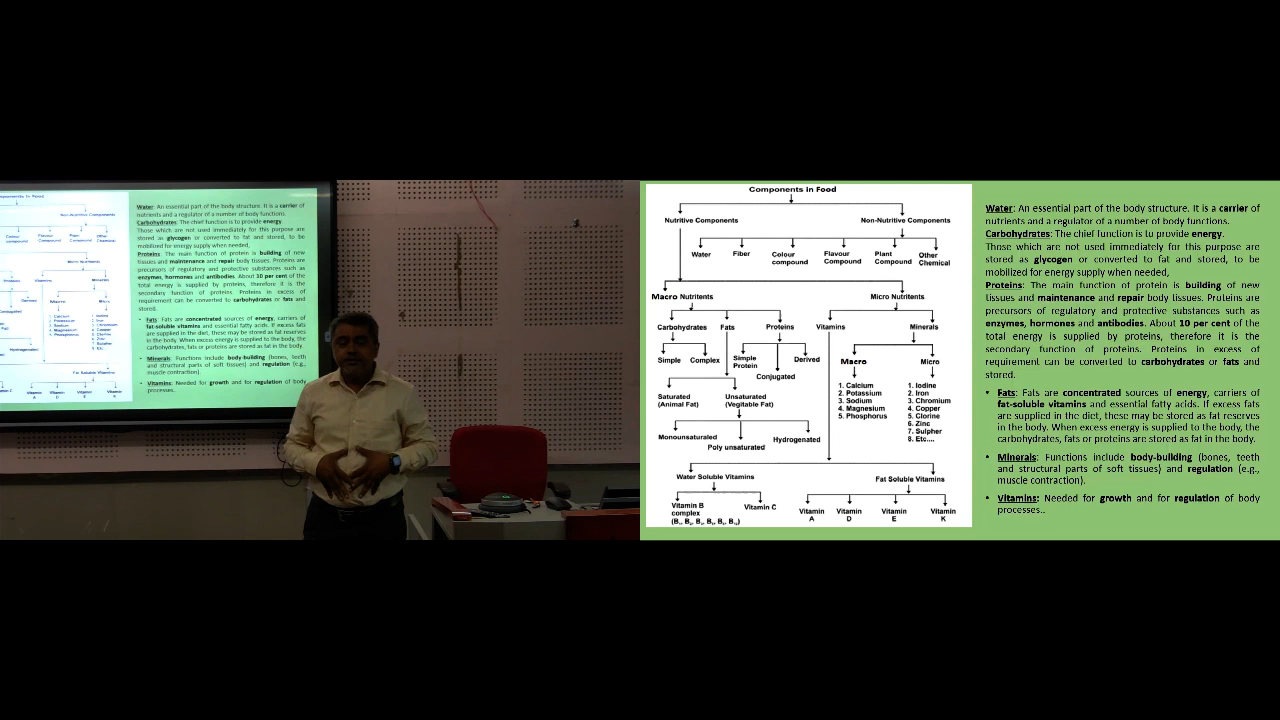 Components in Food
Nutritive Components
Non-Nutritive Components
Water
Fiber
Colour
compound
Flavour
Compound
Plant
Compound
Other
Chemical
Macro Nutrients
Micro Nutrients
Carbohydrates
Fats
Proteins
Vitamins
Minerals
Simple
Complex
Simple
Protein
Derived
Conjugated
Macro
Micro
Saturated
(Animal Fat)
Unsaturated
(Vegitable Fat)
1. Calcium
2. Potassium
3. Sodium
4. Magnesium
5. Phosphorus
1. Iodine
2. Iron
3. Chromium
4. Copper
5. Clorine
6. Zinc
7. Sulpher
8. Etc....
Monounsaturaled
Poly unsaturated
Hydrogenated
Water Soluble Vitamins
Fat Soluble Vitamins
Vitamin B
complex
Vitamin C
Vitamin
A
Vitamin
D
Vitamin
E
Vitamin
K
Water: An essential part of the body structure. It is a carrier of
nutrients and a regulator of a number of body functions.
Carbohydrates: The chief function is to provide energy.
Those which are not used immediately for this purpose are
stored as glycogen or converted to fat and stored, to be
mobilized for energy supply when needed,
Proteins: The main function of protein is building of new
tissues and maintenance and repair body tissues. Proteins are
precursors of regulatory and protective substances such as
enzymes, hormones and antibodies. About 10 per cent of the
total energy is supplied by proteins, therefore it is the
secondary function of proteins. Proteins in excess of
requirement can be converted to carbohydrates or fats and
stored.
• Fats: Fats are concentrated sources of energy, carriers of
fat-soluble vitamins and essential fatty acids. If excess fats
are supplied in the diet, these may be stored as fat reserves
in the body. When excess energy is supplied to the body, the
carbohydrates, fats or proteins are stored as fat in the body.
• Minerals: Functions include body-building (bones, teeth
and structural parts of soft tissues) and regulation (e.g.,
muscle contraction).
• Vitamins: Needed for growth and for regulation of body
processes..